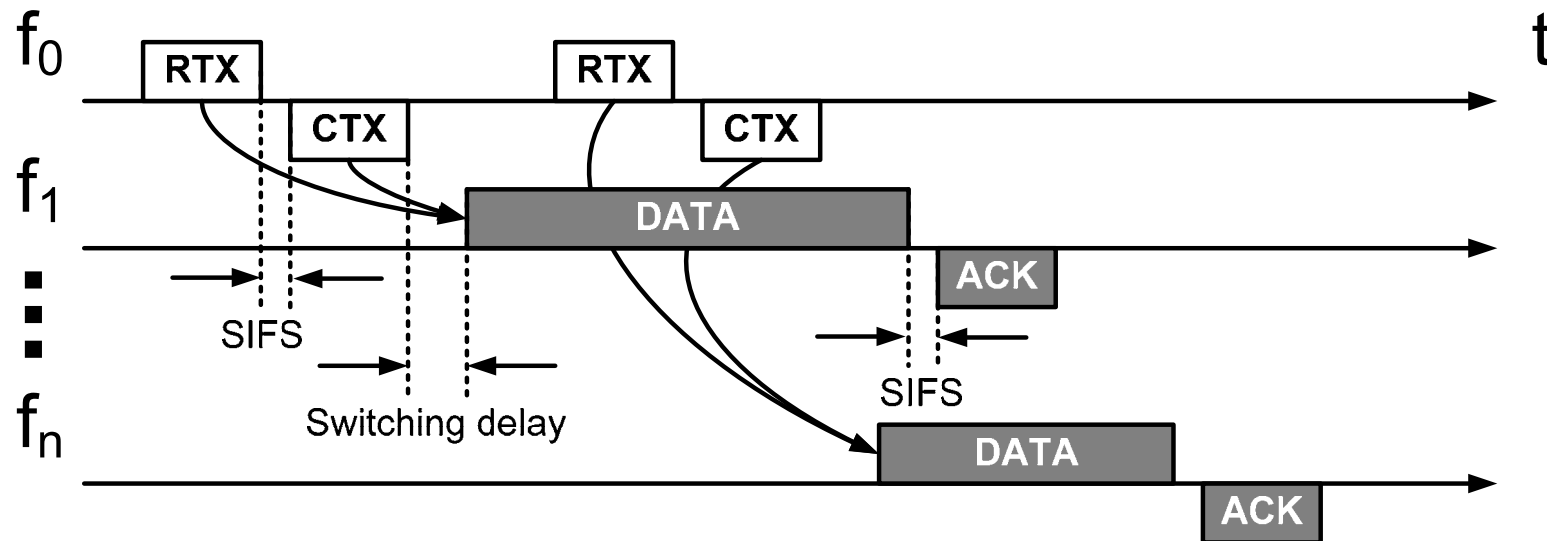 f0 t
RTX RTX
CTX CTX
f1
DATA
ACK
SIFS
SIFS
Switching delay
fn
DATA
ACK